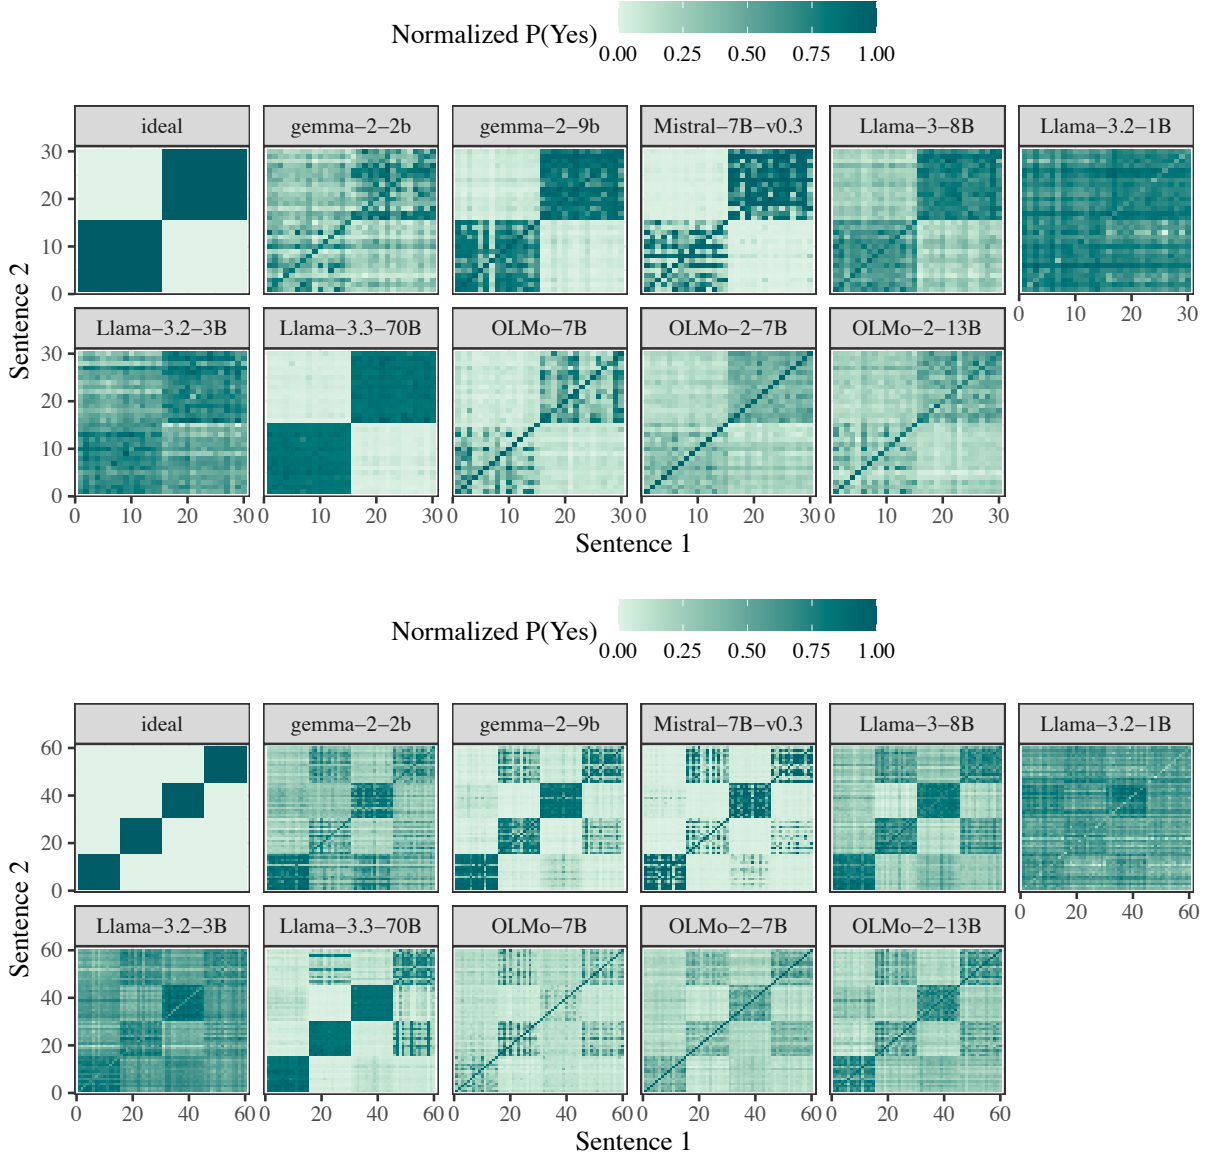 Normalized P(Yes)
0.00 0.25 0.50 0.75 1.00
ideal gemma−2−2b gemma−2−9b Mistral−7B−v0.3 Llama−3−8B Llama−3.2−1B
30
20
10
0
0 10 20 30
Llama−3.2−3B Llama−3.3−70B OLMo−7B OLMo−2−7B OLMo−2−13B
30
20
10
0
0 10 20 30 0 10 20 30 0 10 20 30 0 10 20 30 0 10 20 30
Sentence 2
Sentence 1
Normalized P(Yes)
0.00 0.25 0.50 0.75 1.00
ideal gemma−2−2b gemma−2−9b Mistral−7B−v0.3 Llama−3−8B Llama−3.2−1B
60
40
20
0
0 20 40 60
Llama−3.2−3B Llama−3.3−70B OLMo−7B OLMo−2−7B OLMo−2−13B
60
40
20
0
0 20 40 60 0 20 40 60 0 20 40 60 0 20 40 60 0 20 40 60
Sentence 2
Sentence 1